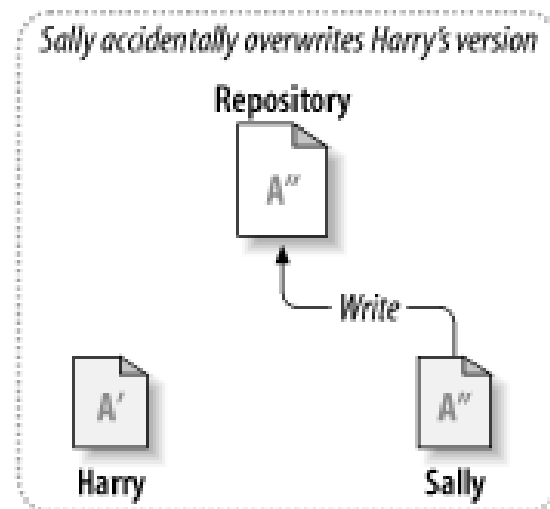 Sally accidentally overwrites Harry's version
Repository
A″
Write
A′
A″
Harry
Sally